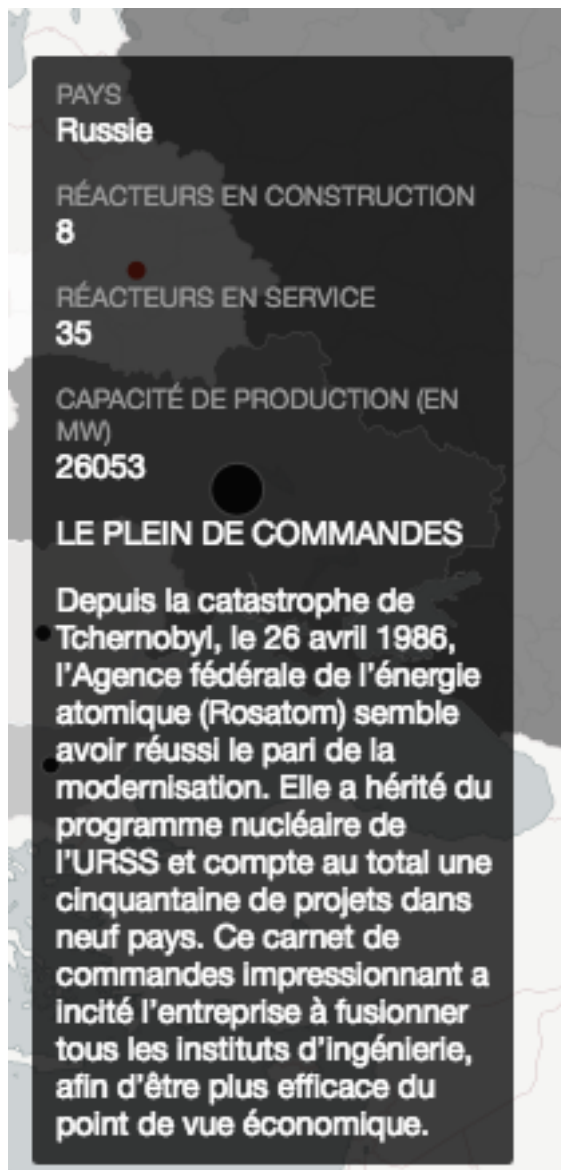 PAYS
Russie
RÉACTEURS EN CONSTRUCTION
8
RÉACTEURS EN SERVICE
35
CAPACITÉ DE PRODUCTION (EN
MW)
26053
LE PLEIN DE COMMANDES
Depuis la catastrophe de
Tchernobyl, le 26 avril 1986,
l’Agence fédérale de l’énergie
atomique (Rosatom) semble
avoir réussi le pari de la
modernisation. Elle a hérité du
programme nucléaire de
l’URSS et compte au total une
cinquantaine de projets dans
neuf pays. Ce carnet de
commandes impressionnant a
incité l’entreprise à fusionner
tous les instituts d’ingénierie,
afin d’être plus efficace du
point de vue économique.